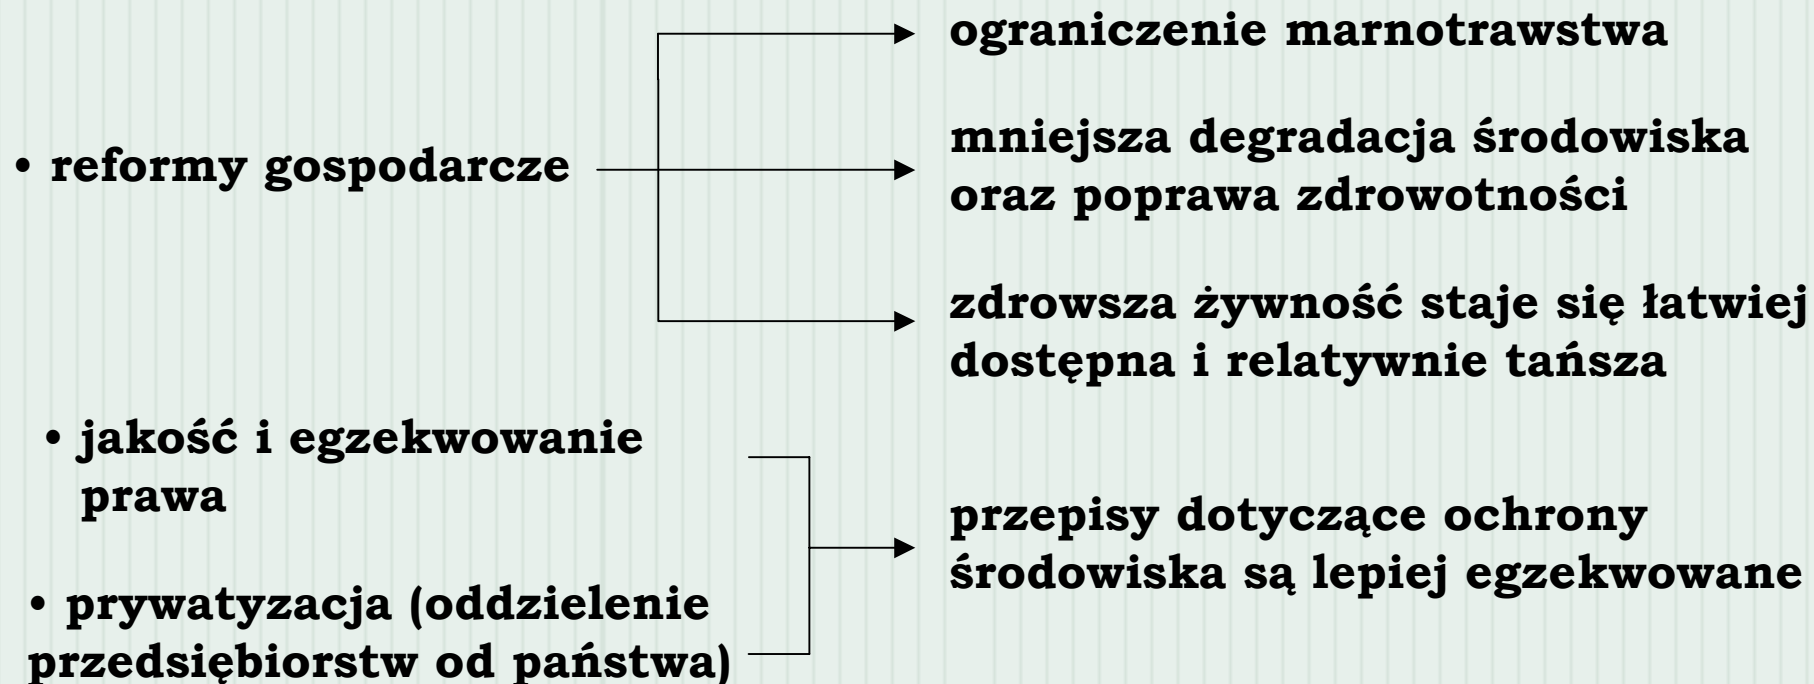 • reformy gospodarcze
ograniczenie marnotrawstwa
mniejsza degradacja środowiska
oraz poprawa zdrowotności
zdrowsza żywność staje się łatwiej
dostępna i relatywnie tańsza
• jakość i egzekwowanie
prawa
• prywatyzacja (oddzielenie
przedsiębiorstw od państwa)
przepisy dotyczące ochrony
środowiska są lepiej egzekwowane